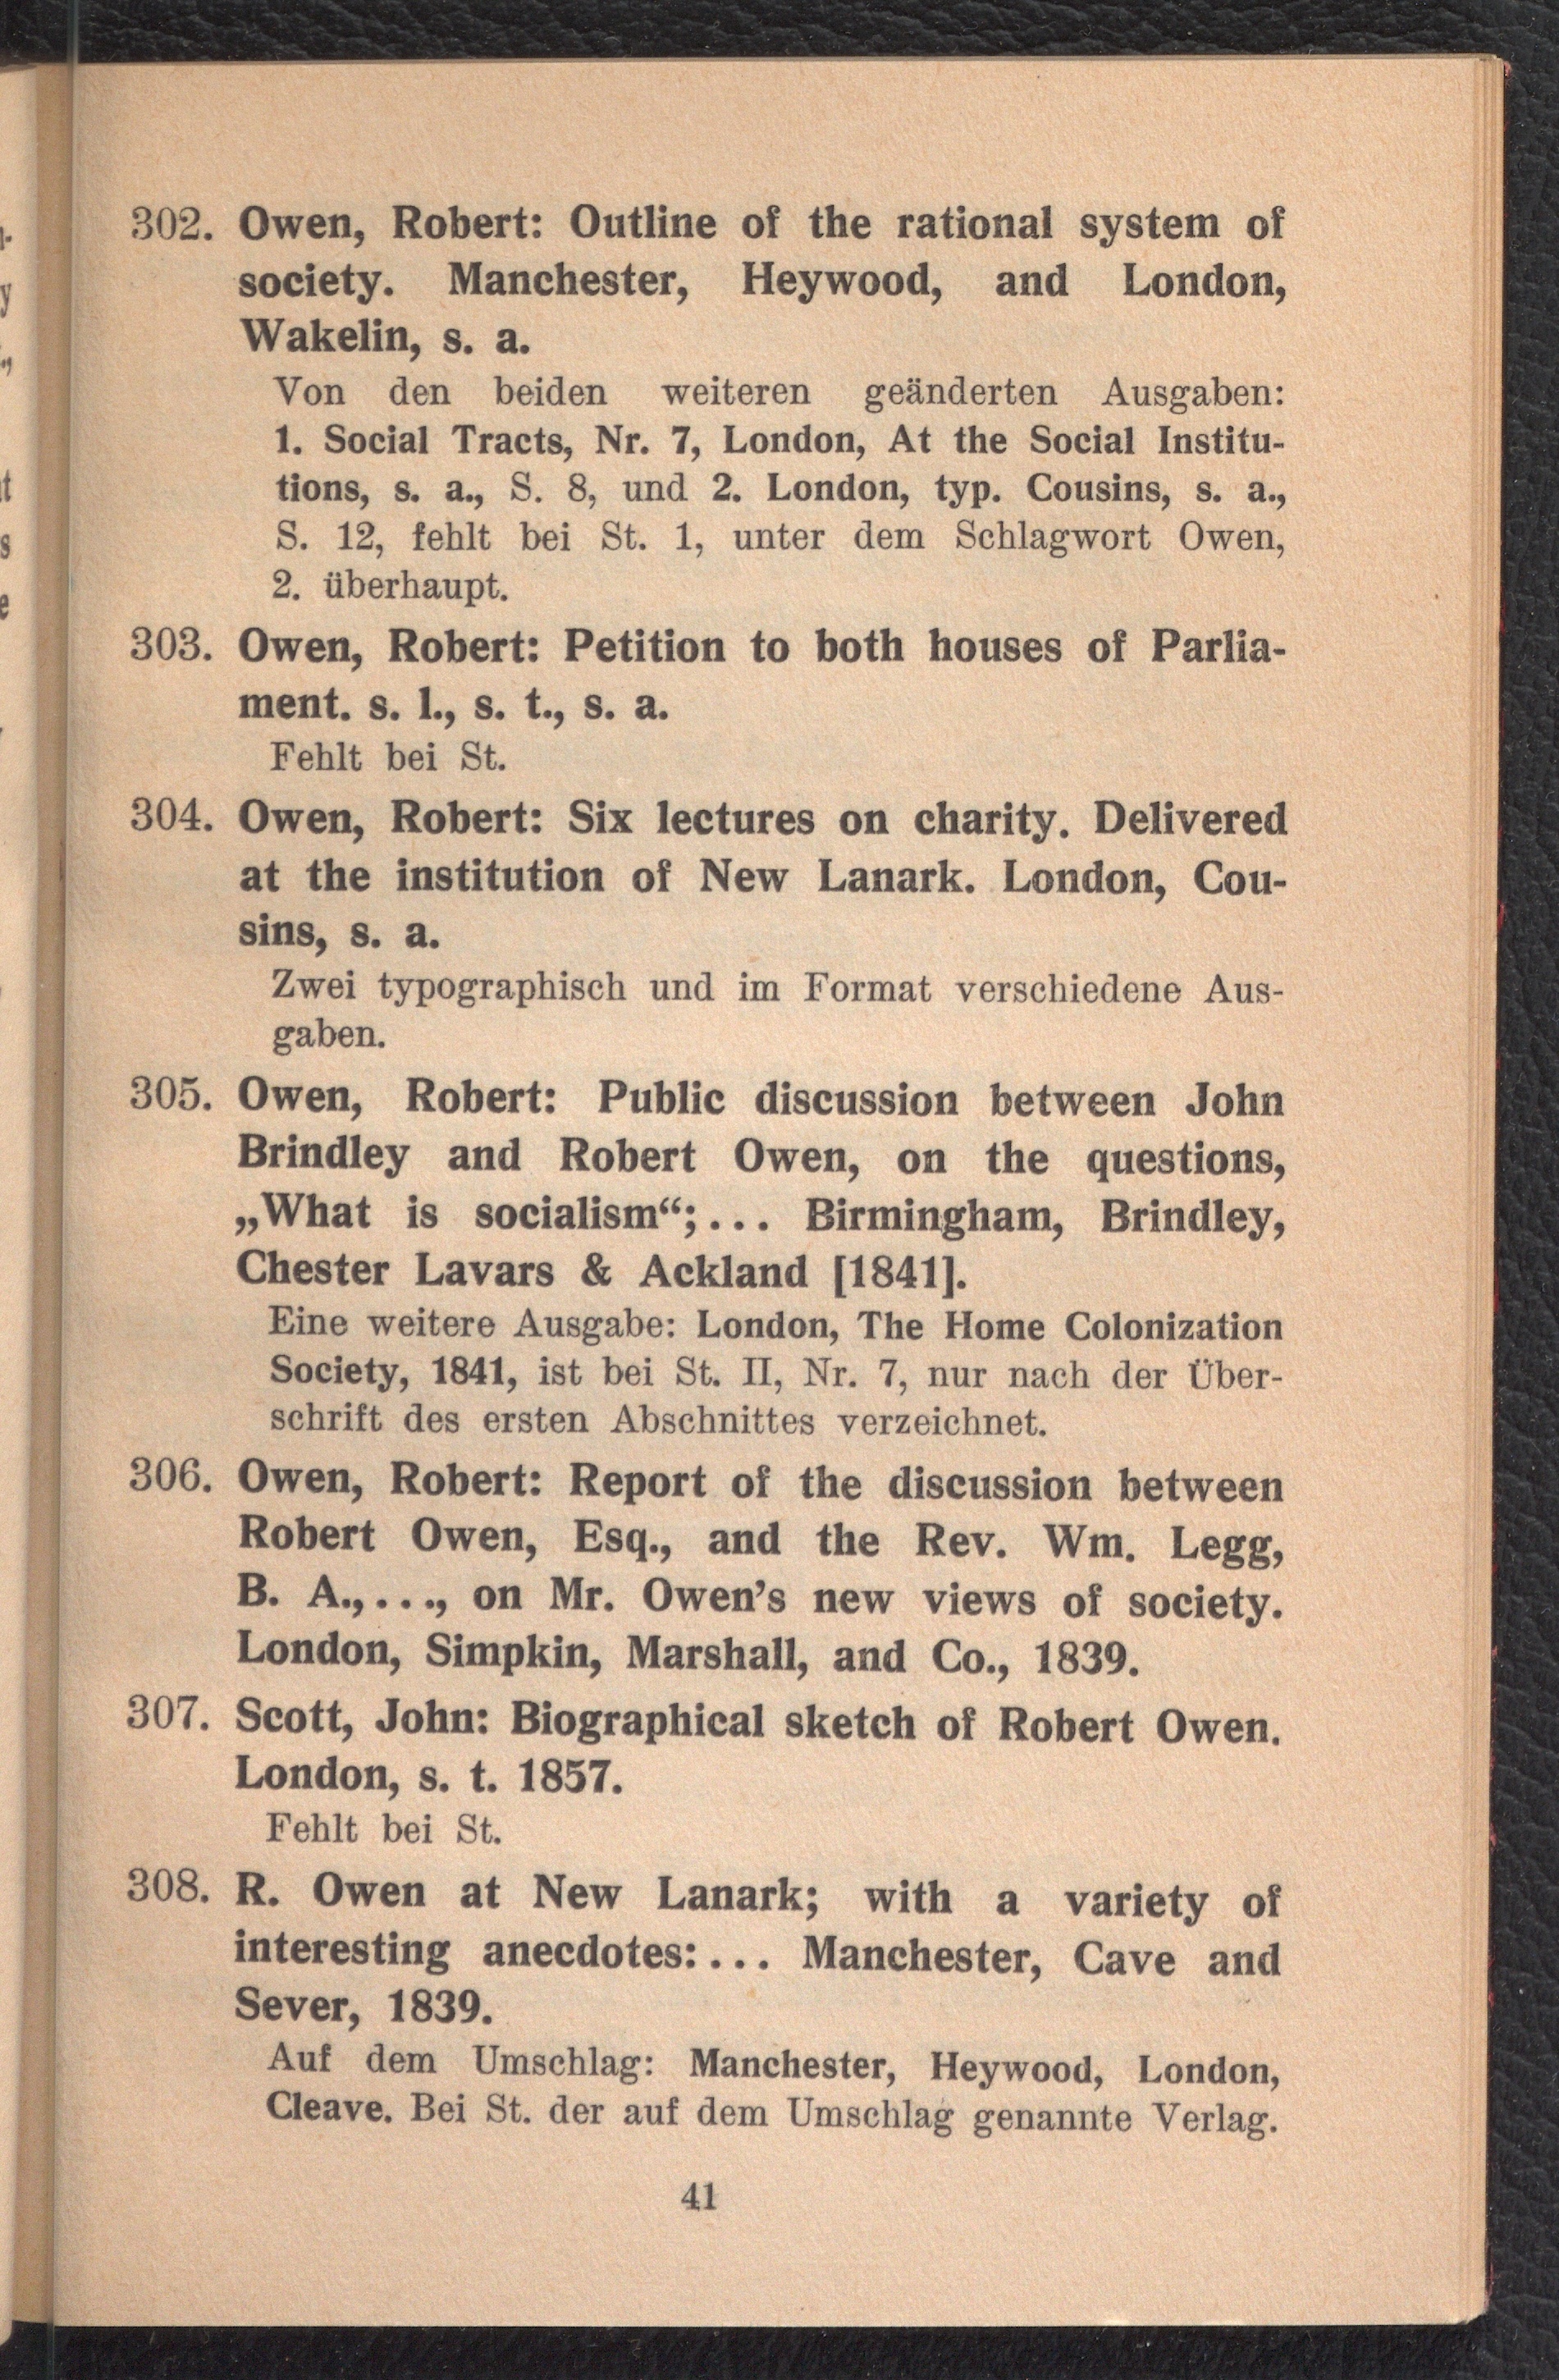 302. Owen, Robert: Outline of the rational system of
society. Manchester, Heywood, and London,
Wakelin, s. a.
Von den beiden weiteren geänderten Ausgaben:
1. Social Tracts, Nr. 7, London, At the Social Institu-
tions, s. a., S. 8, und 2. London, typ. Cousins, s. a.,
S. 12, fehlt bei St. 1, unter dem Schlagwort Owen,
2. überhaupt.
303. Owen, Robert: Petition to both houses of Parlia-
ment. s. l., s. t., s. a.
Fehlt bei St.
304. Owen, Robert: Six lectures on charity. Delivered
at the institution of New Lanark. London, Cou-
sins, s. a.
Zwei typographisch und im Format verschiedene Aus-
gaben.
305. Owen, Robert: Public discussion between John
Brindley and Robert Owen, on the questions,
„What is socialism“;... Birmingham, Brindley,
Chester Lavars & Ackland [1841].
Eine weitere Ausgabe: London, The Home Colonization
Society, 1841, ist bei St. II, Nr. 7, nur nach der Über-
schrift des ersten Abschnittes verzeichnet.
306. Owen, Robert: Report of the discussion between
Robert Owen, Esq., and the Rev. Wm. Legg,
B. A.,..., on Mr. Owen's new views of society.
London, Simpkin, Marshall, and Co., 1839.
307. Scott, John: Biographical sketch of Robert Owen.
London, s. t. 1857.
Fehlt bei St.
308. R. Owen at New Lanark; with a variety of
interesting anecdotes:... Manchester, Cave and
Sever, 1839.
Auf dem Umschlag: Manchester, Heywood, London,
Cleave. Bei St. der auf dem Umschlag genannte Verlag.
41